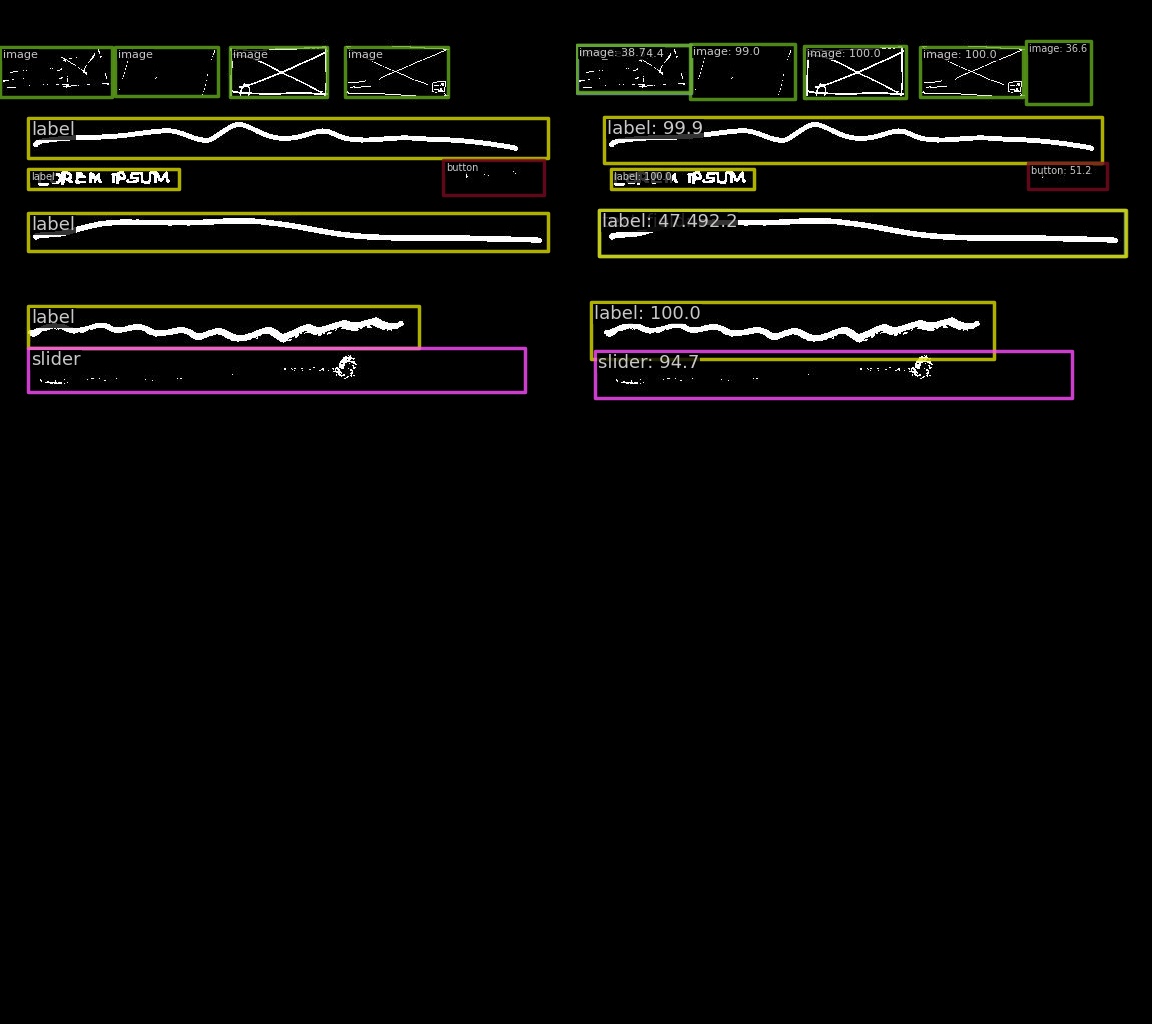 image image image image image: 38.74.4 image: 99.0 image: 100.0 image: 100.0 image: 36.6
label label: 99.9
label REM IPSUM button label: 100.0 IPSUM button: 51.2
label label: 47.492.2
label label: 100.0
slider slider: 94.7